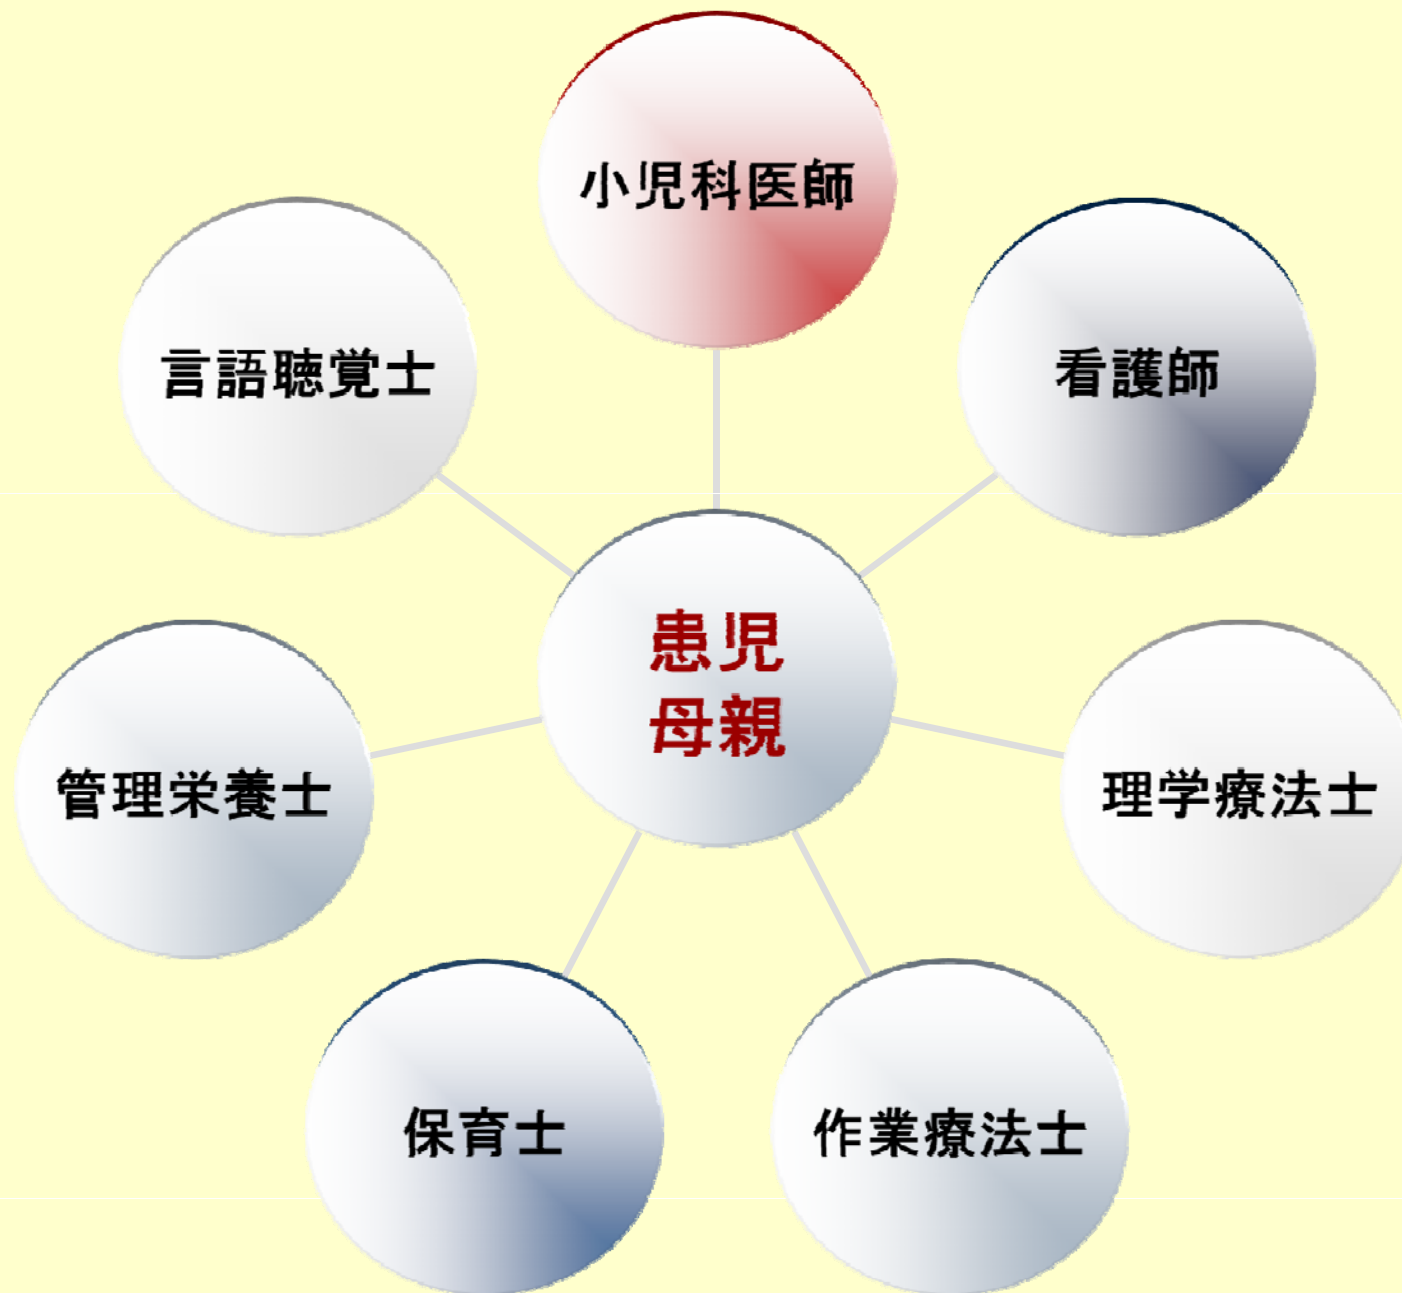 小児科医師
言語聴覚士
看護師
患児
母親
管理栄養士
理学療法士
保育士
作業療法士